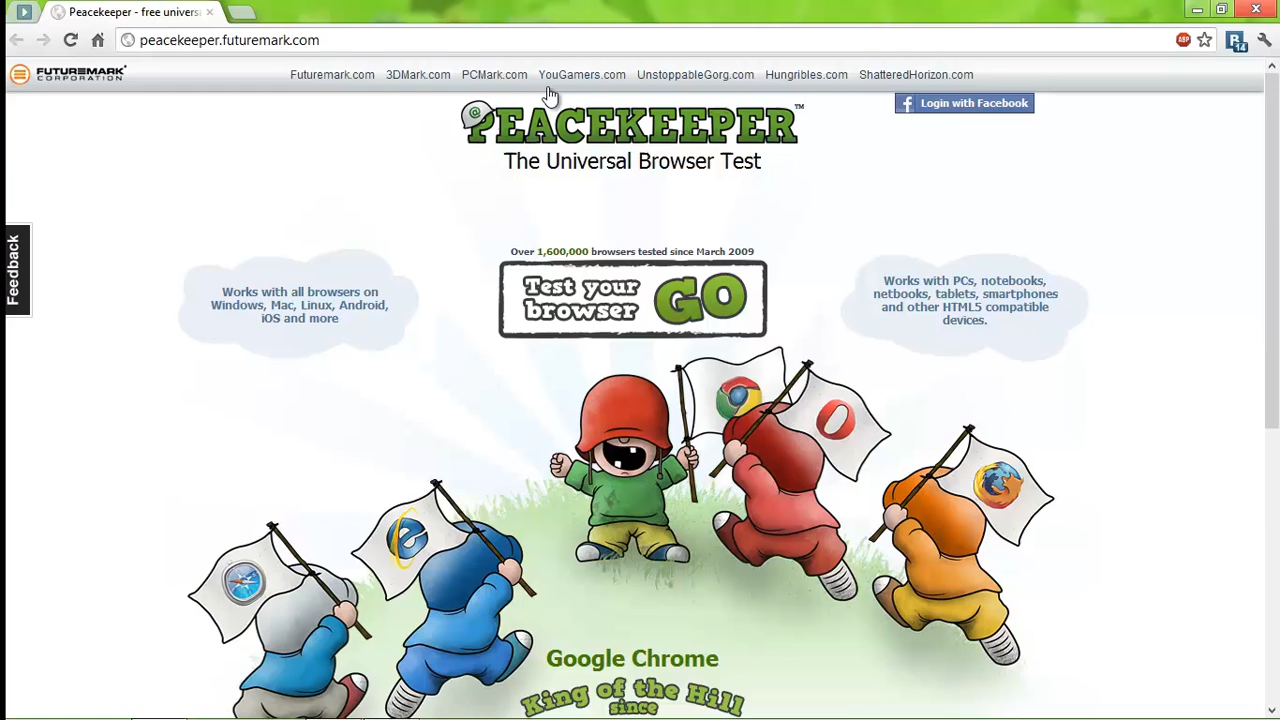 Peacekeeper - free univers
peacekeeper.futuremark.com
14
FUTUREMARK
CORPORATION
Futuremark.com 3DMark.com PCMark.com YouGamers.com UnstoppableGorg.com Hungribles.com ShatteredHorizon.com
Login with Facebook
PEACEKEEPER™
The Universal Browser Test
Feedback
Over 1,600,000 browsers tested since March 2009
Test your
browser GO
Works with all browsers on
Windows, Mac, Linux, Android,
iOS and more
Works with PCs, notebooks,
netbooks, tablets, smartphones
and other HTML5 compatible
devices.
Google Chrome
King of the Hill
since